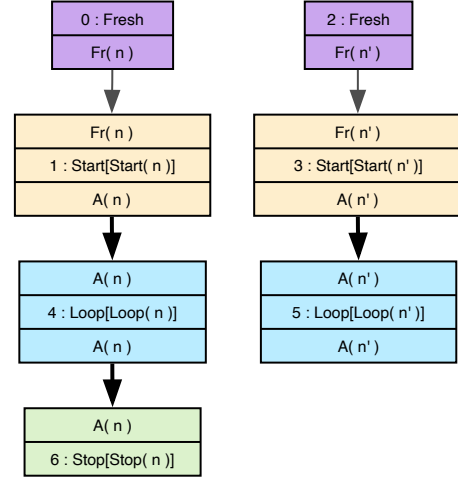 0 : Fresh
Fr( n )
2 : Fresh
Fr( n' )
Fr( n )
1 : Start[Start( n )]
A( n )
Fr( n' )
3 : Start[Start( n' )]
A( n' )
A( n )
4 : Loop[Loop( n )]
A( n )
A( n' )
5 : Loop[Loop( n' )]
A( n' )
A( n )
6 : Stop[Stop( n )]